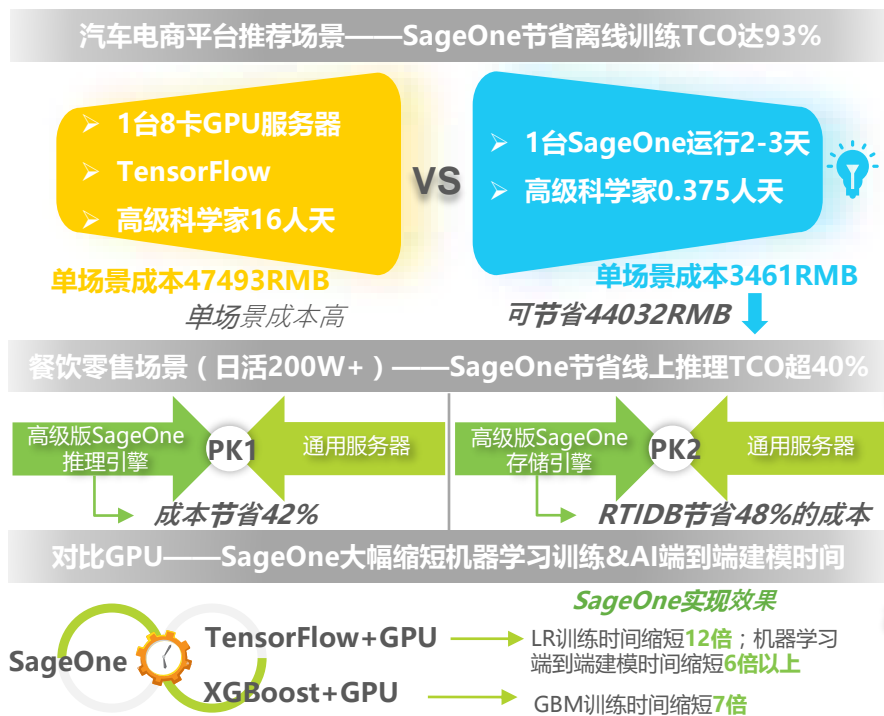 汽车电商平台推荐场景——SageOne节省离线训练TCO达93%
➢ 1台8卡GPU服务器
➢ TensorFlow
➢ 高级科学家16人天
VS
➢ 1台SageOne运行2-3天
➢ 高级科学家0.375人天
单场景成本47493RMB
单场景成本高
单场景成本3461RMB
可节省44032RMB
餐饮零售场景（日活200W+）——SageOne节省线上推理TCO超40%
高级版SageOne
推理引擎
PK1
通用服务器
成本节省42%
高级版SageOne
存储引擎
PK2
通用服务器
RTIDB节省48%的成本
对比GPU——SageOne大幅缩短机器学习训练&AI端到端建模时间
SageOne实现效果
SageOne
TensorFlow+GPU
LR训练时间缩短12倍；机器学习
端到端建模时间缩短6倍以上
XGBoost+GPU
GBM训练时间缩短7倍